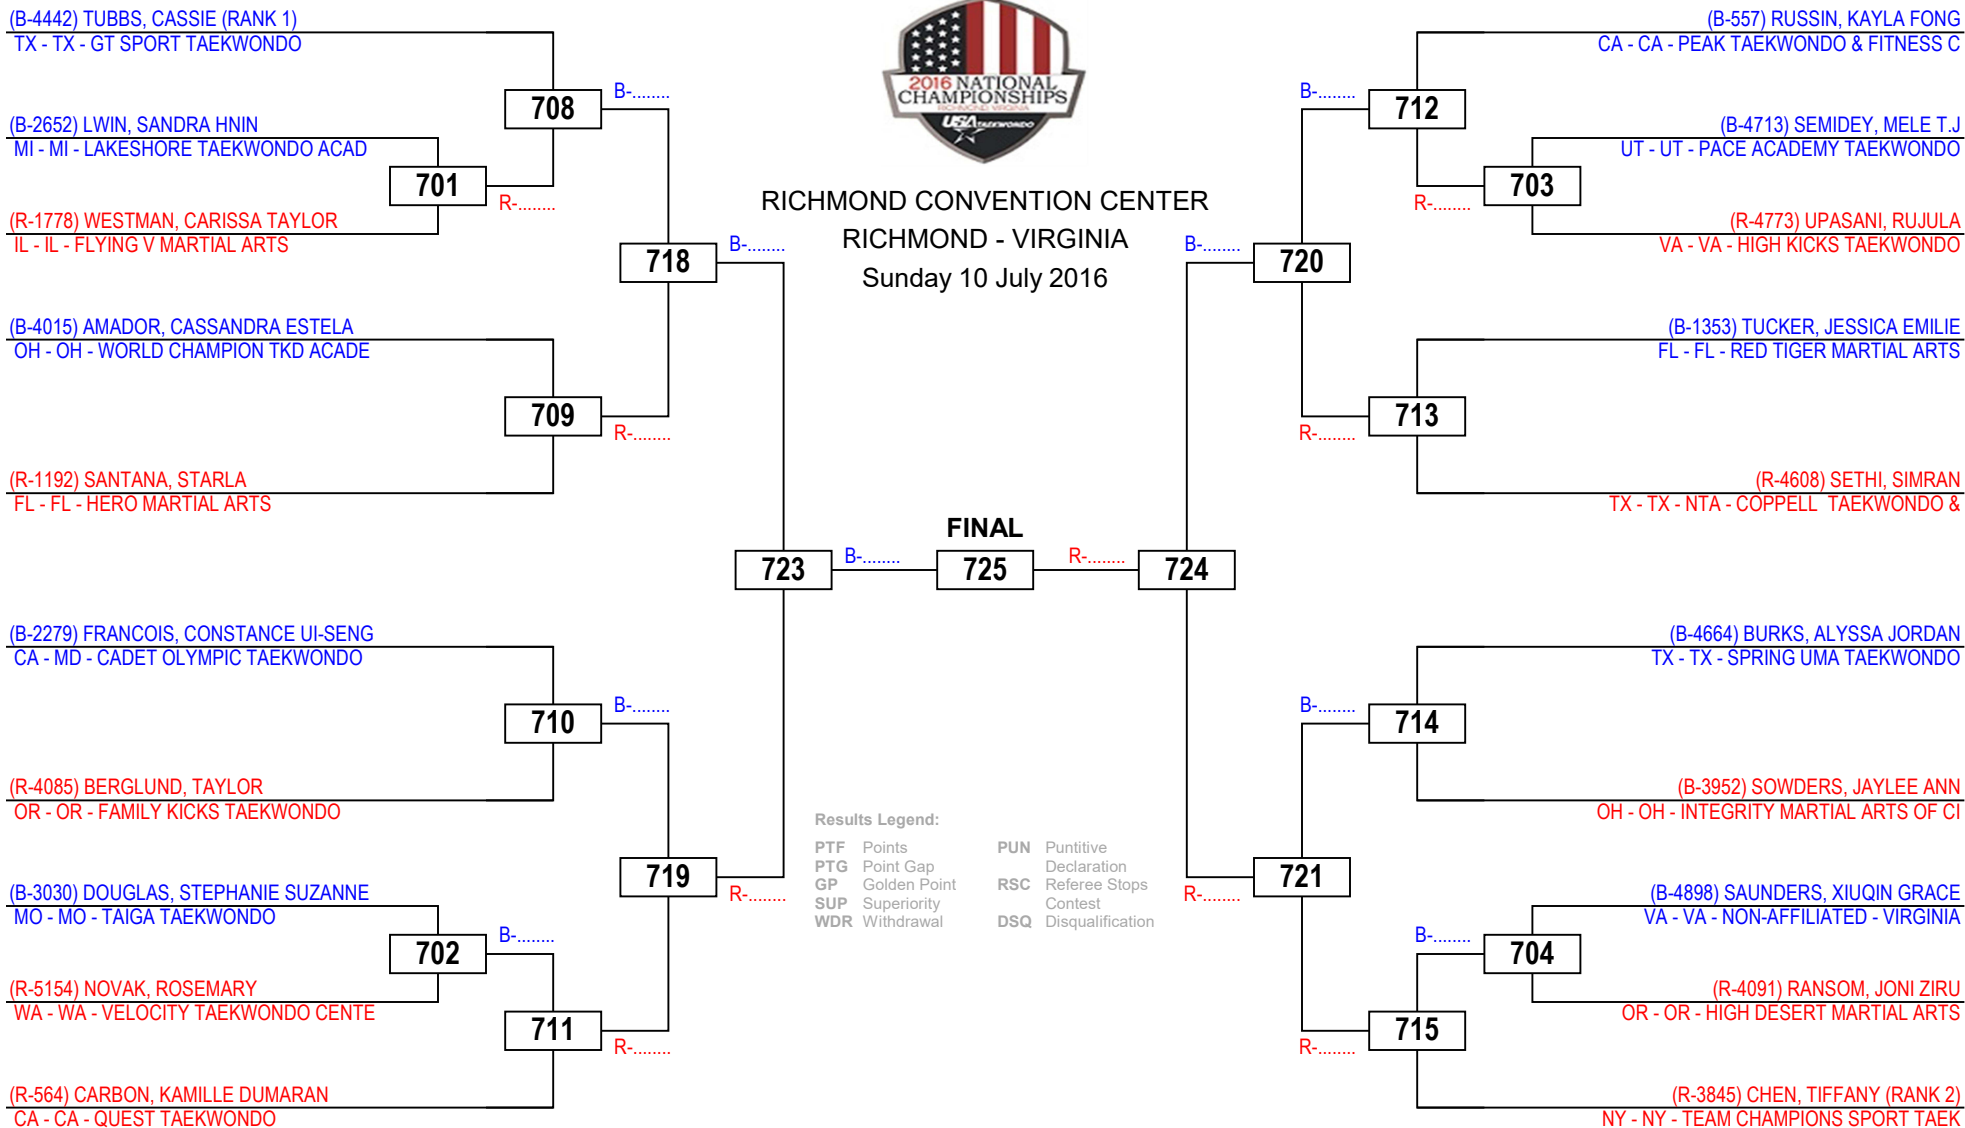 (B-4442) TUBBS, CASSIE (RANK 1)
TX - TX - GT SPORT TAEKWONDO
(B-2652) LWIN, SANDRA HNIN
MI - MI - LAKESHORE TAEKWONDO ACAD
(R-1778) WESTMAN, CARISSA TAYLOR
IL - IL - FLYING V MARTIAL ARTS
(B-4015) AMADOR, CASSANDRA ESTELA
OH - OH - WORLD CHAMPION TKD ACADE
(R-1192) SANTANA, STARLA
FL - FL - HERO MARTIAL ARTS
(B-2279) FRANCOIS, CONSTANCE UI-SENG
CA - MD - CADET OLYMPIC TAEKWONDO
(R-4085) BERGLUND, TAYLOR
OR - OR - FAMILY KICKS TAEKWONDO
(B-3030) DOUGLAS, STEPHANIE SUZANNE
MO - MO - TAIGA TAEKWONDO
(R-5154) NOVAK, ROSEMARY
WA - WA - VELOCITY TAEKWONDO CENTE
(R-564) CARBON, KAMILLE DUMARAN
CA - CA - QUEST TAEKWONDO
701
R-........
702
B-........
708
B-........
709
R-........
710
B-........
711
R-........
718
B-........
719
R-........
723
B-........
2016 NATIONAL
CHAMPIONSHIPS
RICHMOND, VIRGINIA
USA TAEKWONDO
RICHMOND CONVENTION CENTER
RICHMOND - VIRGINIA
Sunday 10 July 2016
FINAL
725
Results Legend:
PTF Points
PTG Point Gap
GP Golden Point
SUP Superiority
WDR Withdrawal
PUN Puntitive
Declaration
RSC Referee Stops
Contest
DSQ Disqualification
R-........
724
B-........
720
R-........
721
B-........
712
R-........
713
B-........
714
R-........
715
R-........
703
B-........
704
(B-557) RUSSIN, KAYLA FONG
CA - CA - PEAK TAEKWONDO & FITNESS C
(B-4713) SEMIDEY, MELE T.J
UT - UT - PACE ACADEMY TAEKWONDO
(R-4773) UPASANI, RUJULA
VA - VA - HIGH KICKS TAEKWONDO
(B-1353) TUCKER, JESSICA EMILIE
FL - FL - RED TIGER MARTIAL ARTS
(R-4608) SETHI, SIMRAN
TX - TX - NTA - COPPELL TAEKWONDO &
(B-4664) BURKS, ALYSSA JORDAN
TX - TX - SPRING UMA TAEKWONDO
(B-3952) SOWDERS, JAYLEE ANN
OH - OH - INTEGRITY MARTIAL ARTS OF CI
(B-4898) SAUNDERS, XIUQIN GRACE
VA - VA - NON-AFFILIATED - VIRGINIA
(R-4091) RANSOM, JONI ZIRU
OR - OR - HIGH DESERT MARTIAL ARTS
(R-3845) CHEN, TIFFANY (RANK 2)
NY - NY - TEAM CHAMPIONS SPORT TAEK